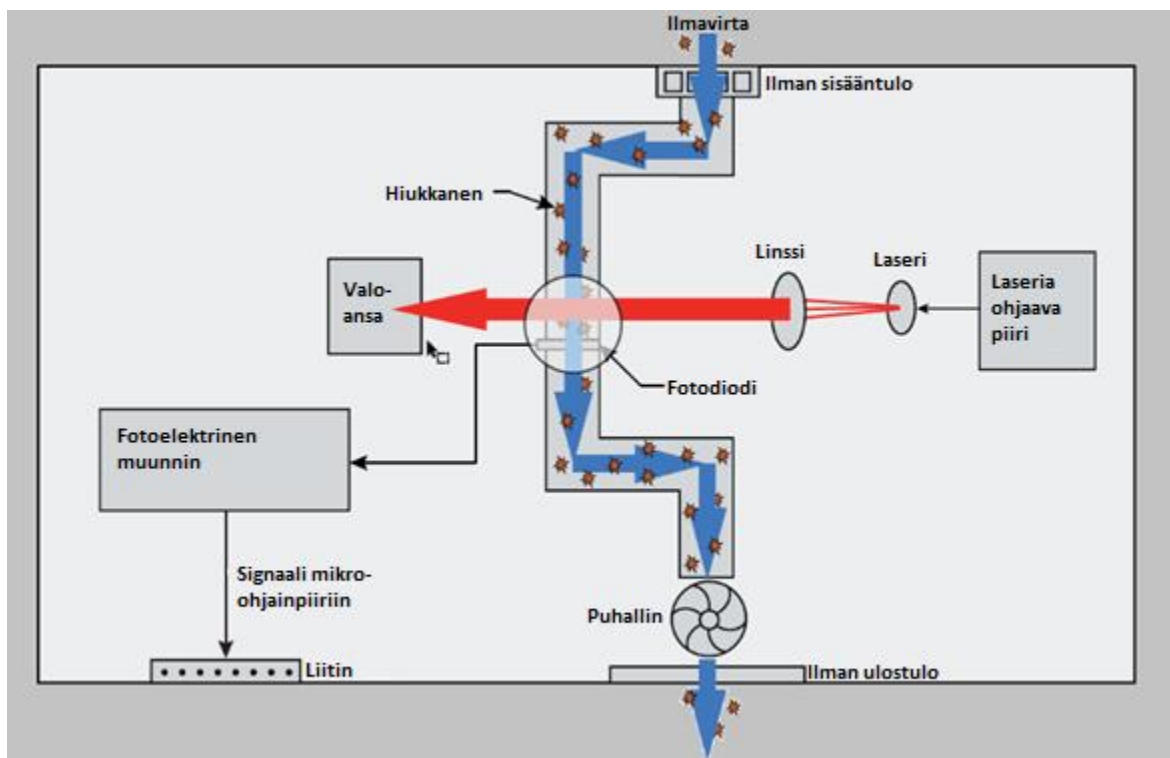 Ilmavirta
Ilman sisääntulo
Hiukkanen
Linssi
Laseri
Laseria
ohjaava
piiri
Valo-
ansa
Fotodiodi
Fotoelektrinen
muunnin
Signaali mikro-
ohjainpiiriin
Puhallin
Liitin
Ilman ulostulo